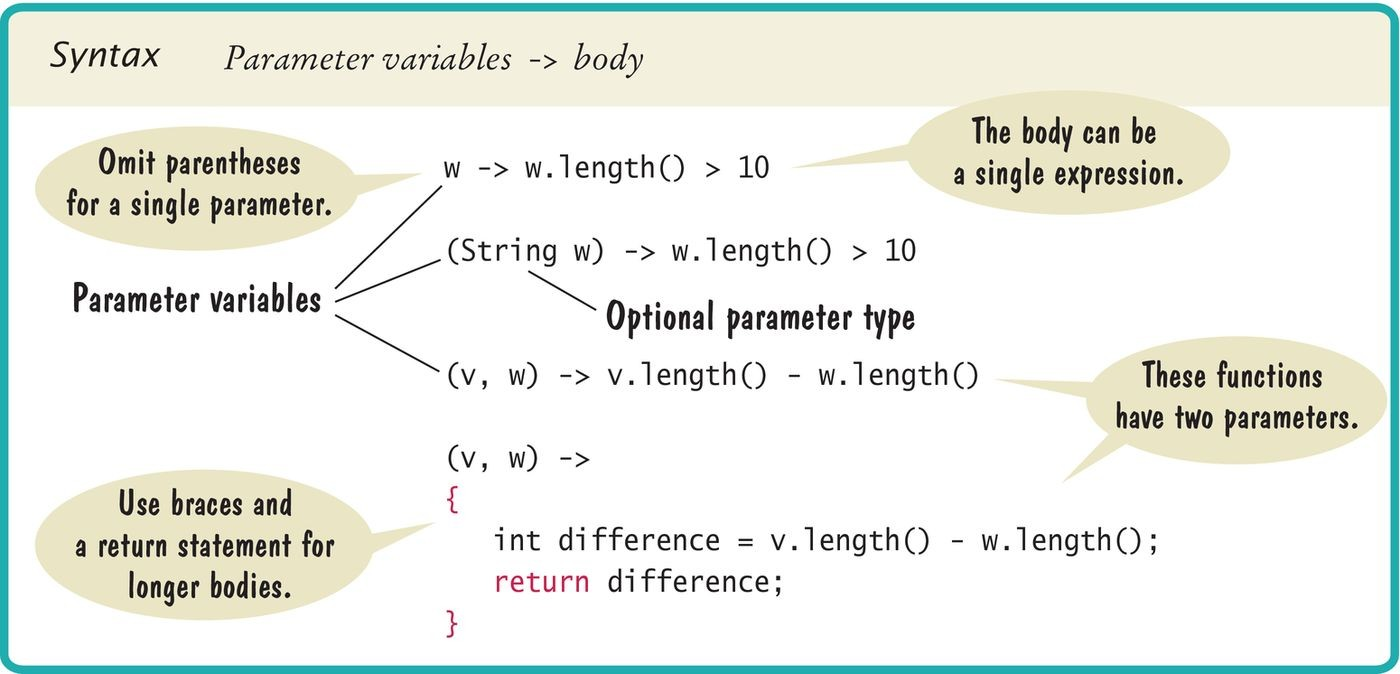 Syntax Parameter variables -> body
Omit parentheses
for a single parameter.
w -> w.length() > 10
The body can be
a single expression.
(String w) -> w.length() > 10
Parameter variables
Optional parameter type
(v, w) -> v.length() - w.length()
These functions
have two parameters.
(v, w) ->
Use braces and
a return statement for
longer bodies.
{
int difference = v.length() - w.length();
return difference;
}